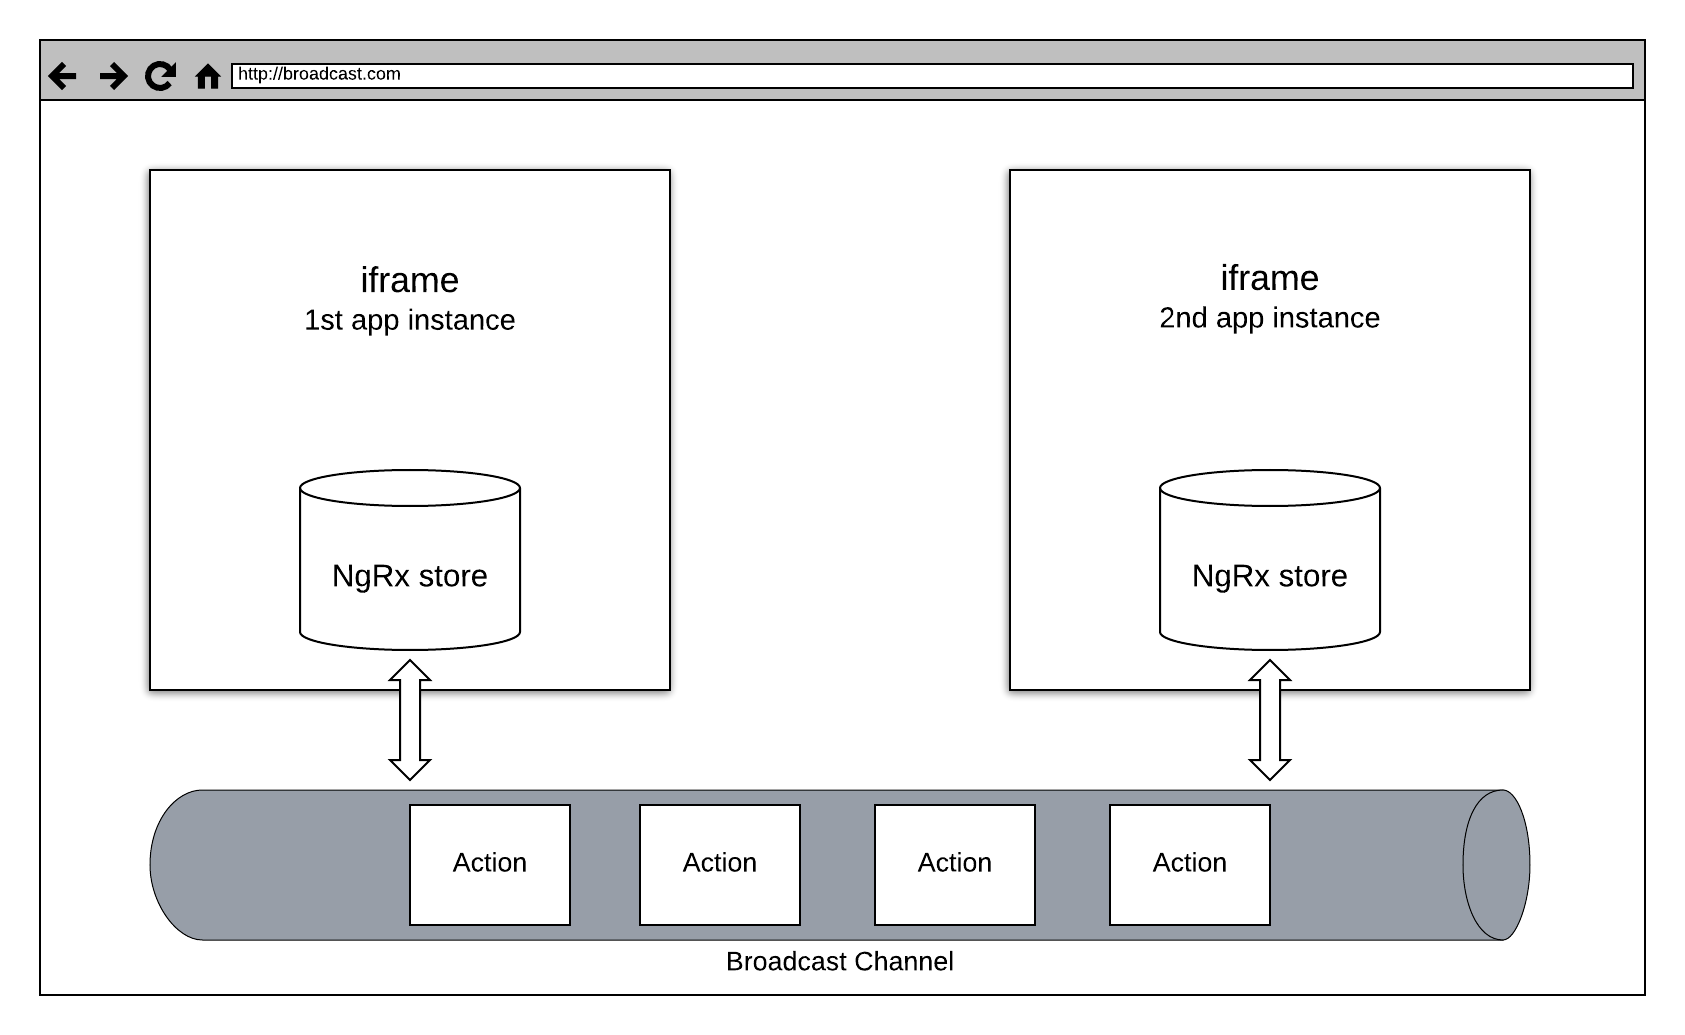 http://broadcast.com
iframe
1st app instance
iframe
2nd app instance
NgRx store
NgRx store
Action
Action
Action
Action
Broadcast Channel